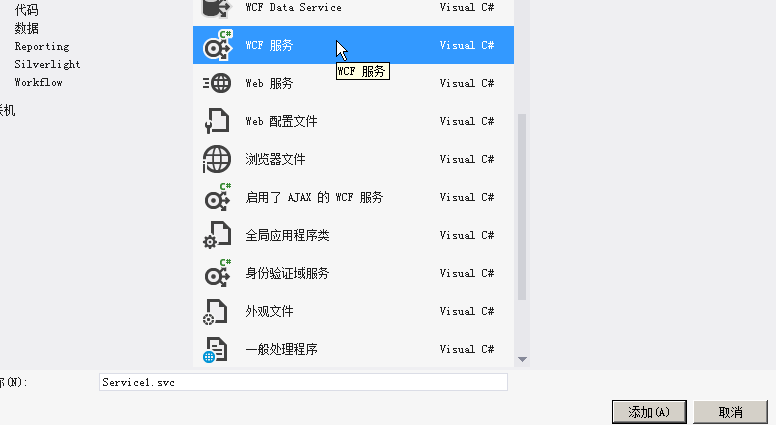 代码
数据
Reporting
Silverlight
Workflow
机
WCF Data Service Visual C#
WCF 服务 Visual C#
WCF 服务
Web 服务 Visual C#
Web 配置文件 Visual C#
浏览器文件 Visual C#
启用了 AJAX 的 WCF 服务 Visual C#
全局应用程序类 Visual C#
身份验证域服务 Visual C#
外观文件 Visual C#
一般处理程序 Visual C#
(N):
Service1.svc
添加(A)
取消